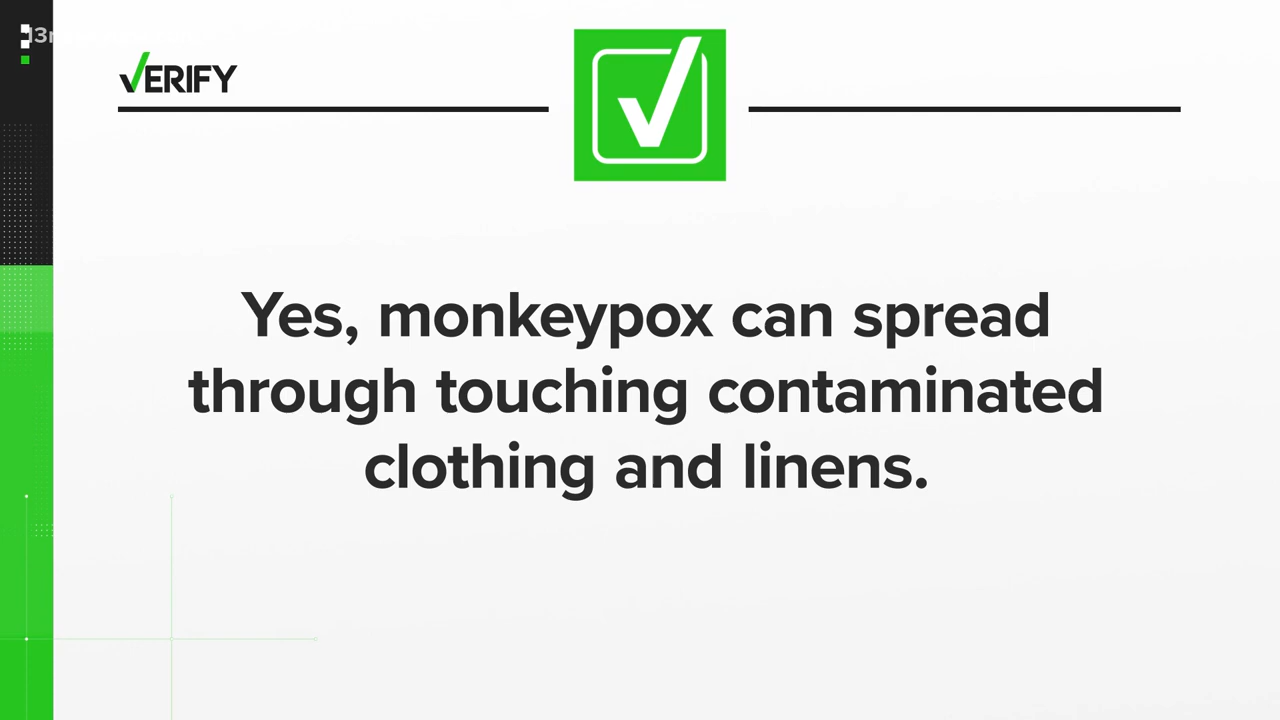 VERIFY
Yes, monkeypox can spread
through touching contaminated
clothing and linens.